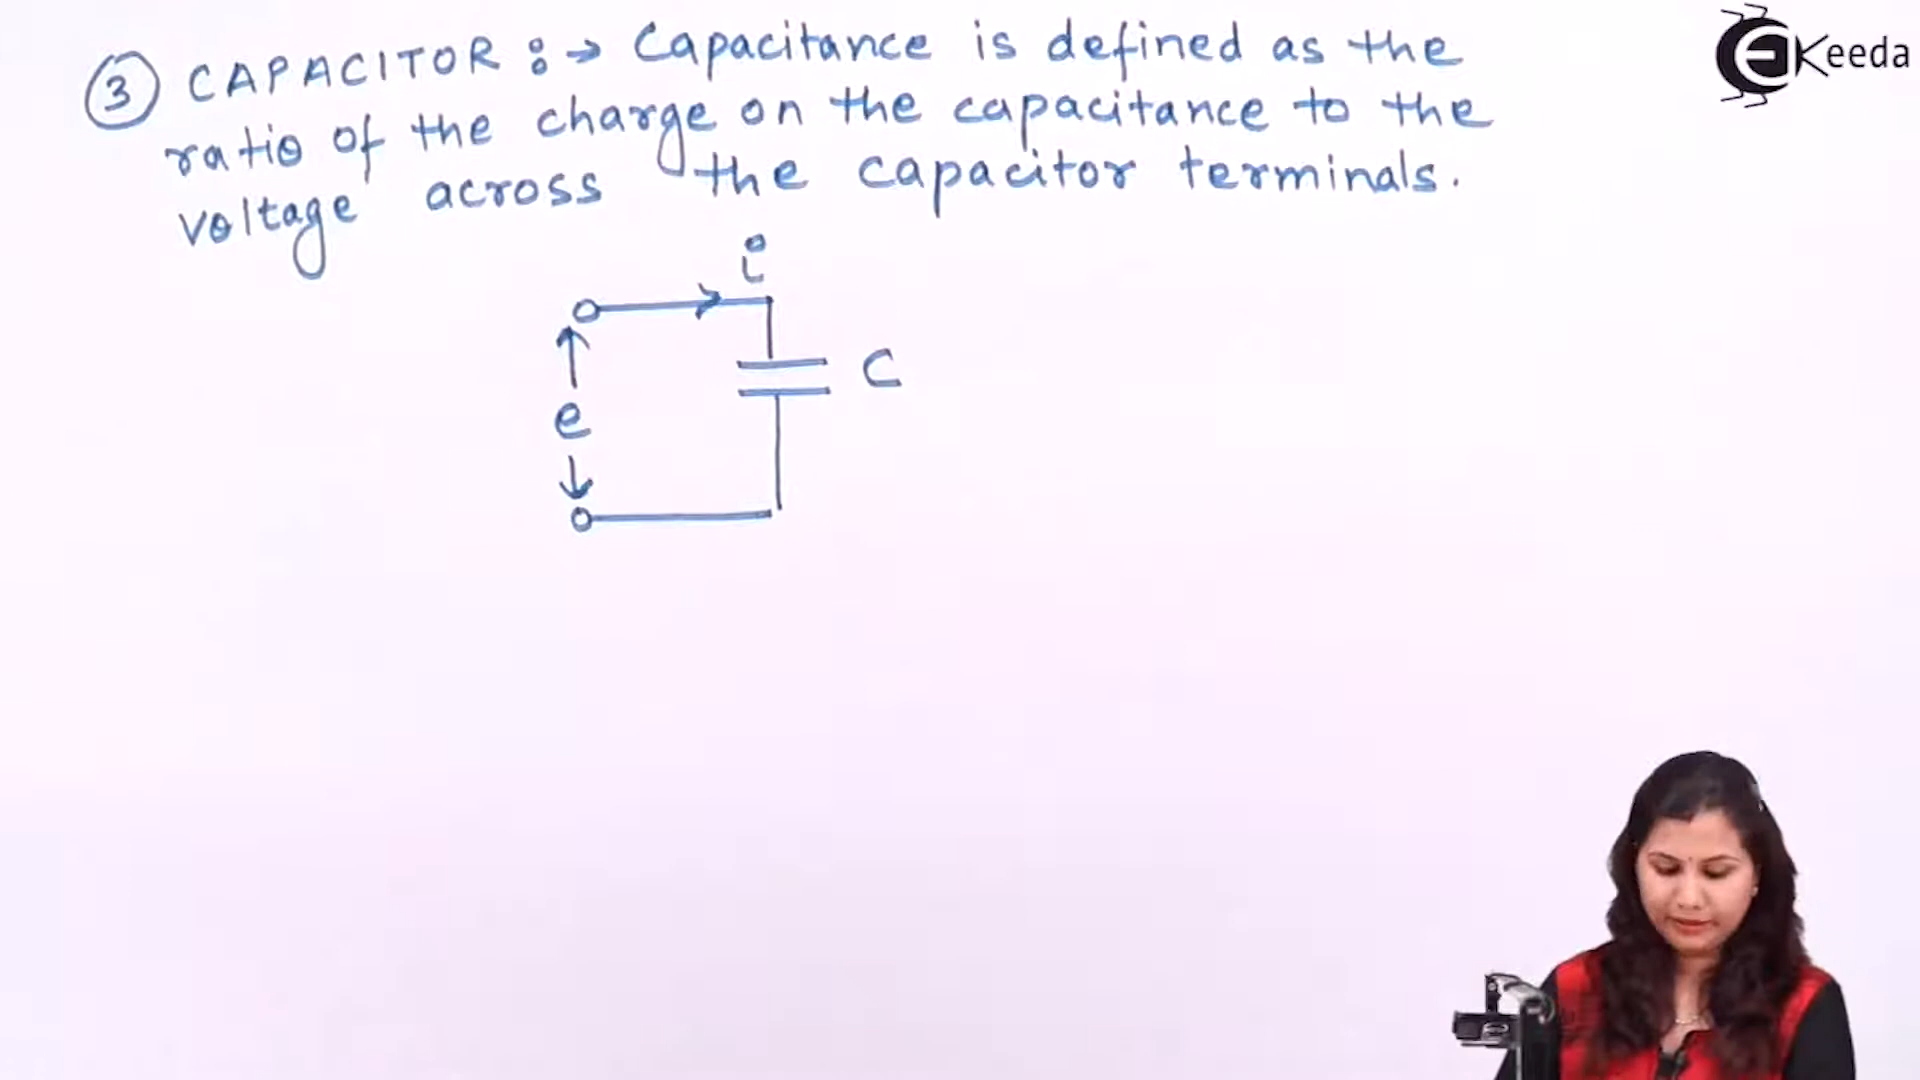 ③ CAPACITOR :→ Capacitance is defined as the
ratio of the charge on the capacitance to the
voltage across the capacitor terminals.
i
C
e
EKeeda